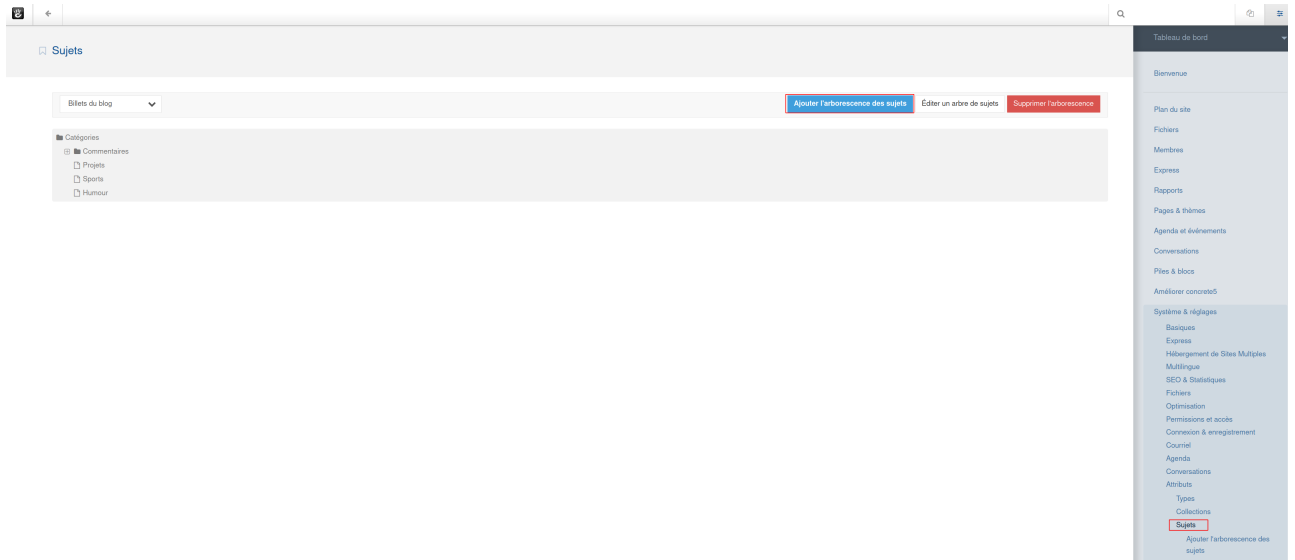 Sujets
Billets du blog
Ajouter l'arborescence des sujets
Éditer un arbre de sujets
Supprimer l'arborescence
Catégories
Commentaires
Projets
Sports
Humour
Tableau de bord
Bienvenue
Plan du site
Fichiers
Membres
Express
Rapports
Pages & thèmes
Agenda et événements
Conversations
Piles & blocs
Améliorer concrete5
Système & réglages
Basiques
Express
Hébergement de Sites Multiples
Multilingue
SEO & Statistiques
Fichiers
Optimisation
Permissions et accès
Connexion & enregistrement
Courriel
Agenda
Conversations
Attributs
Types
Collections
Sujets
Ajouter l'arborescence des
sujets